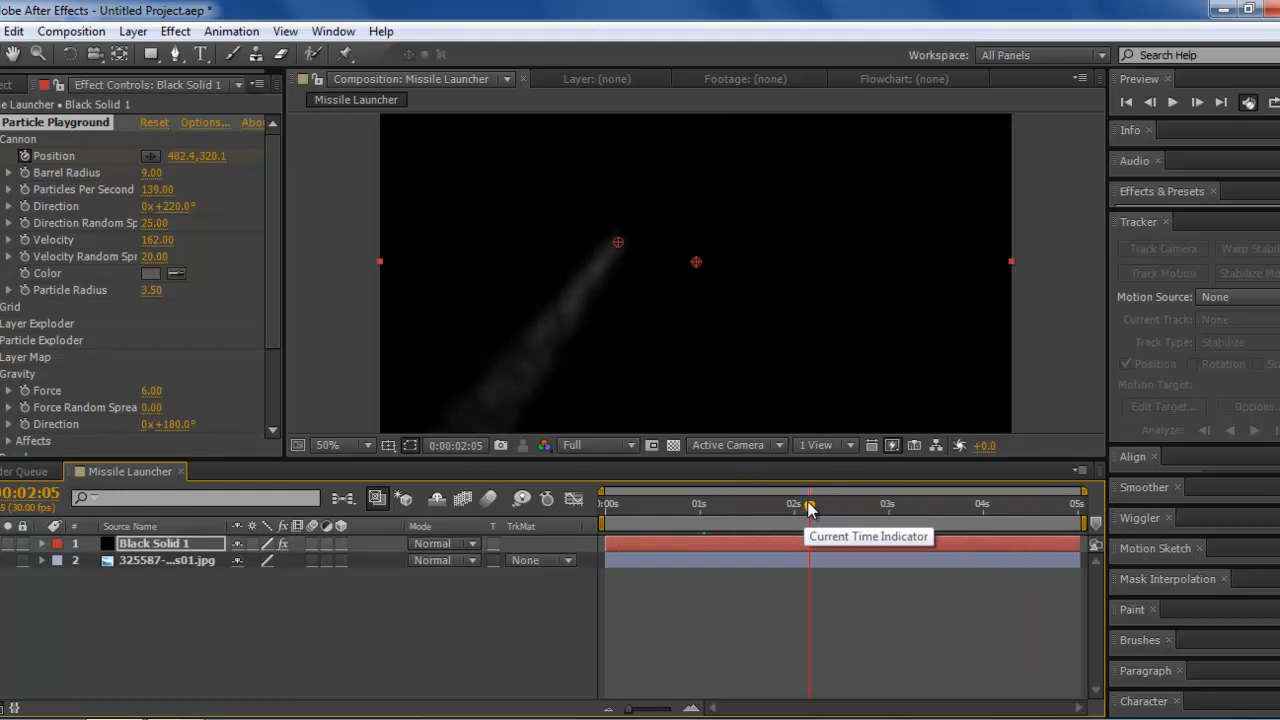 dobe After Effects - Untitled Project.aep *
Edit Composition Layer Effect Animation View Window Help
Workspace: All Panels Search Help
ect Effect Controls: Black Solid 1
le Launcher • Black Solid 1
Particle Playground Reset Options... Abou
Cannon
Position 482.4,320.1
Barrel Radius 9.00
Particles Per Second 139.00
Direction 0x+220.0°
Direction Random Sp 25.00
Velocity 162.00
Velocity Random Spr 20.00
Color
Particle Radius 3.50
Grid
Layer Exploder
Particle Exploder
Layer Map
Gravity
Force 6.00
Force Random Sprea 0.00
Direction 0x+180.0°
Affects
Composition: Missile Launcher Layer: (none) Footage: (none) Flowchart: (none)
Missile Launcher
50% 0:00:02:05 Full Active Camera 1 View +0.0
Preview
Info
Audio
Effects & Presets
Tracker
Track Camera Warp Stabi
Track Motion Stabilize Mo
Motion Source: None
Current Track: None
Track Type: Stabilize
Position Rotation Sc
Motion Target:
Edit Target... Options.
Analyze:
Align
Smoother
Wiggler
Motion Sketch
Mask Interpolation
Paint
Brushes
Paragraph
Character
der Queue Missile Launcher
0:00:02:05
5 (30.00 fps)
# Source Name fx Mode T TrkMat
1 Black Solid 1 fx Normal
2 325587-...s01.jpg Normal None
:00s 01s 02s 03s 04s 05s
Current Time Indicator